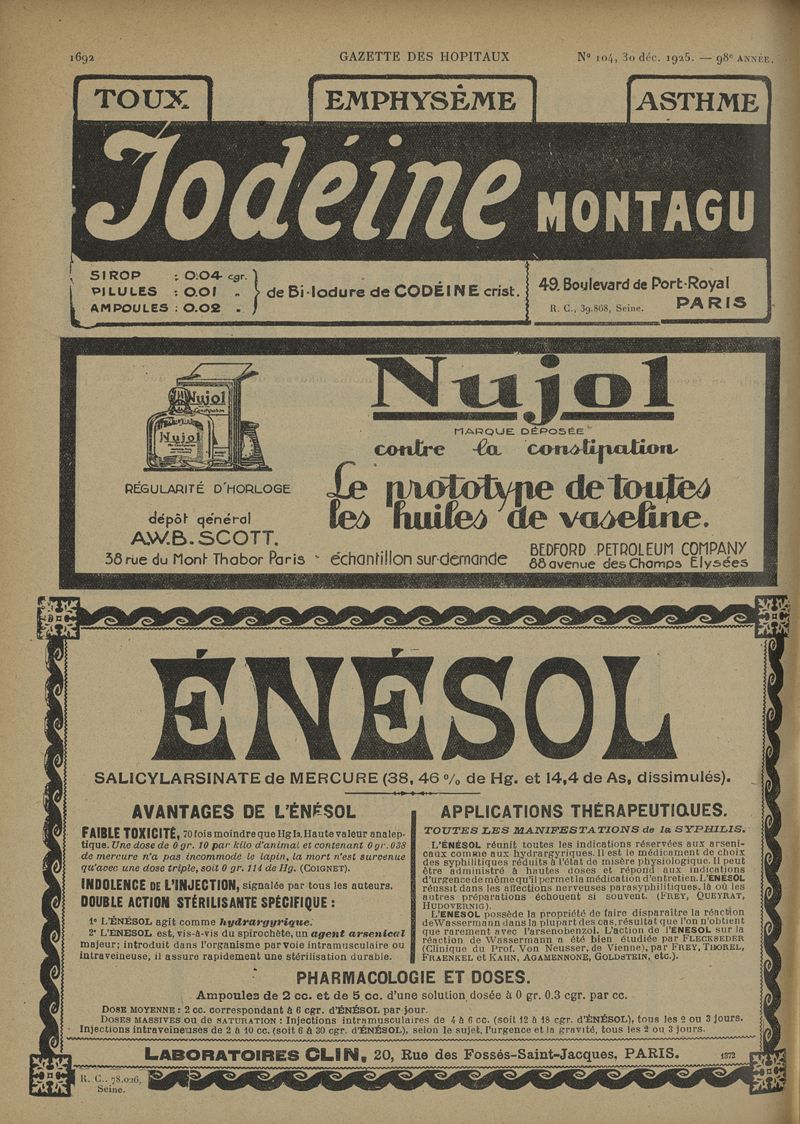 1692 GAZETTE DES HOPITAUX N° 104, 30 déc. 1925. — 98e ANNÉE.
TOUX EMPHYSÈME ASTHME
Iodéine MONTAGU
SIROP : 0.04 cgr.
PILULES : 0.01 „
AMPOULES : 0.02 „
de Bi-Iodure de CODÉINE crist.
49, Boulevard de Port-Royal
PARIS
R. C., 39.868, Seine.
Nujol
Nujol
Nujol
MARQUE DÉPOSÉE
contre la constipation
RÉGULARITÉ D'HORLOGE
Le prototype de toutes
les huiles de vaseline.
dépôt général
A.W.B. SCOTT.
38 rue du Mont Thabor Paris
échantillon sur demande
BEDFORD PETROLEUM COMPANY
88 avenue des Champs Elysées
ÉNÉSOL
SALICYLARSINATE de MERCURE (38, 46 % de Hg. et 14,4 de As, dissimulés).
AVANTAGES DE L'ÉNÉSOL
FAIBLE TOXICITÉ, 70 fois moindre que Hg I2. Haute valeur analep-
tique. Une dose de 0 gr. 10 par kilo d'animal et contenant 0 gr. 038
de mercure n'a pas incommodé le lapin, la mort n'est survenue
qu'avec une dose triple, soit 0 gr. 114 de Hg. (COIGNET).
INDOLENCE DE L'INJECTION, signalée par tous les auteurs.
DOUBLE ACTION STÉRILISANTE SPÉCIFIQUE :
1° L'ÉNÉSOL agit comme hydrargyrique.
2° L'ÉNÉSOL est, vis-à-vis du spirochète, un agent arsenical
majeur; introduit dans l'organisme par voie intramusculaire ou
intraveineuse, il assure rapidement une stérilisation durable.
APPLICATIONS THÉRAPEUTIQUES.
TOUTES LES MANIFESTATIONS de la SYPHILIS.
L'ÉNÉSOL réunit toutes les indications réservées aux arseni-
caux comme aux hydrargyriques. Il est le médicament de choix
des syphilitiques réduits à l'état de misère physiologique. Il peut
être administré à hautes doses et répond aux indications
d'urgence de même qu'il permet la médication d'entretien. L'ENÉSOL
réussit dans les affections nerveuses parasyphilitiques, là où les
autres préparations échouent si souvent. (FREY, QUEYRAT,
HUDOVERNIG).
L'ENÉSOL possède la propriété de faire disparaître la réaction
de Wassermann dans la plupart des cas, résultat que l'on n'obtient
que rarement avec l'arsenobenzol. L'action de l'ENESOL sur la
réaction de Wassermann a été bien étudiée par FLECKSEDER
(Clinique du Prof. Von Neusser, de Vienne), par FREY, THOREL,
FRAENKEL et KAHN, AGAMENNONE, GOLDSTEIN, etc.).
PHARMACOLOGIE ET DOSES.
Ampoules de 2 cc. et de 5 cc. d'une solution dosée à 0 gr. 0.3 cgr. par cc.
DOSE MOYENNE : 2 cc. correspondant à 6 cgr. d'ÉNÉSOL par jour.
DOSES MASSIVES ou de SATURATION : Injections intramusculaires de 4 à 6 cc. (soit 12 à 18 cgr. d'ÉNÉSOL), tous les 2 ou 3 jours.
Injections intraveineuses de 2 à 10 cc. (soit 6 à 30 cgr. d'ÉNÉSOL), selon le sujet, l'urgence et la gravité, tous les 2 ou 3 jours.
LABORATOIRES CLIN, 20, Rue des Fossés-Saint-Jacques, PARIS. 1372
R. C.. 78.026,
Seine.